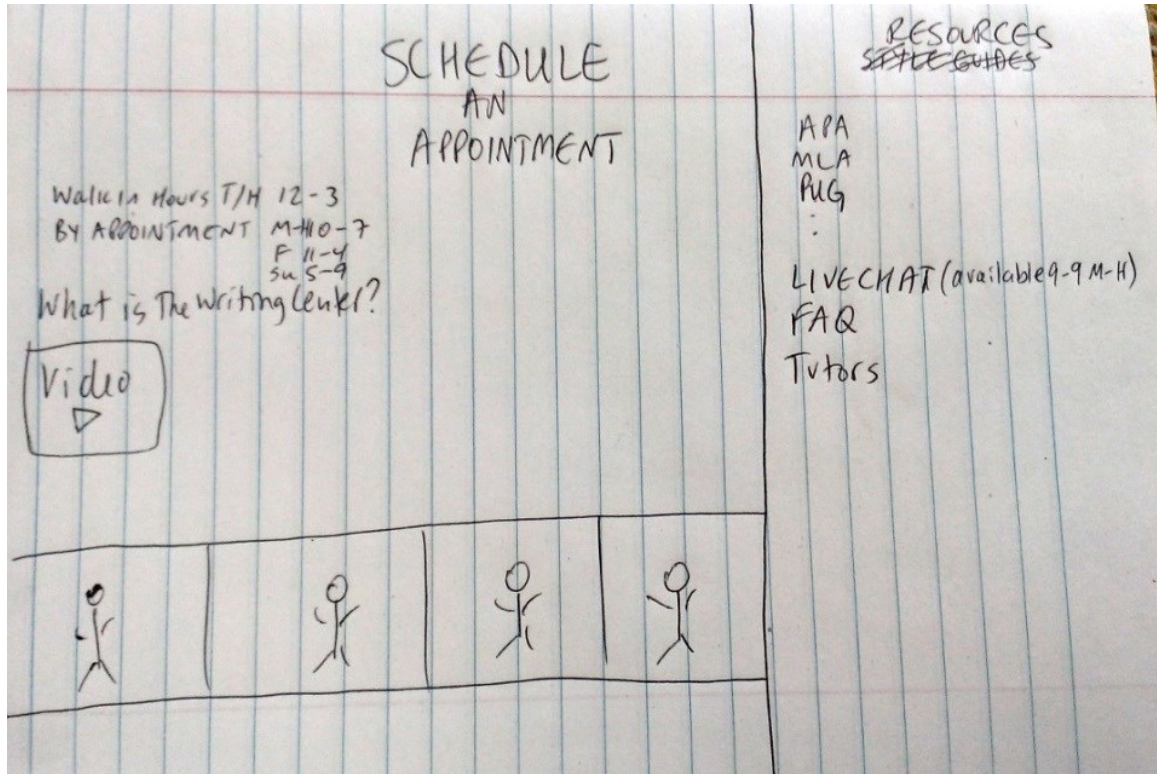 SCHEDULE
AN
APPOINTMENT
Walk in Hours T/H 12-3
BY APPOINTMENT M-H 10-7
F 11-4
Su 5-9
What is The Writing Center?
Video
RESOURCES
STYLE GUIDES
APA
MLA
:
LIVECHAT (available 9-9 M-H)
FAQ
Tutors